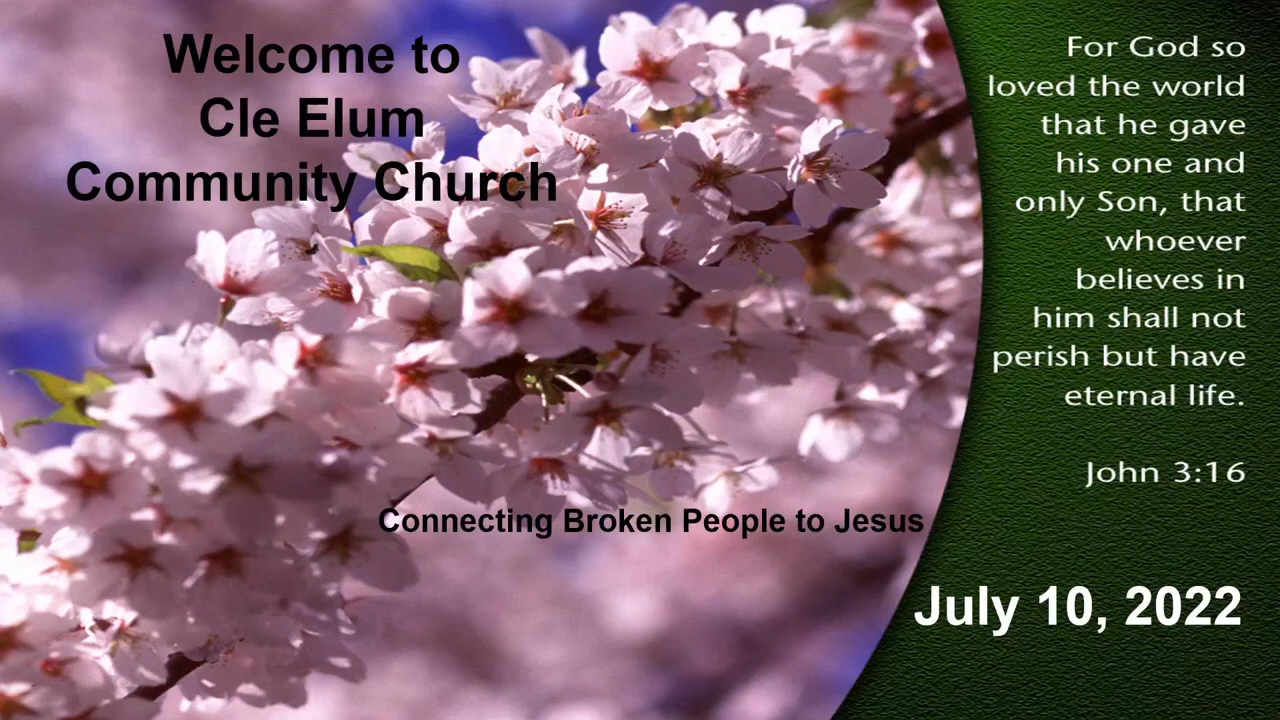 Welcome to
Cle Elum
Community Church
For God so
loved the world
that he gave
his one and
only Son, that
whoever
believes in
him shall not
perish but have
eternal life.
John 3:16
Connecting Broken People to Jesus
July 10, 2022